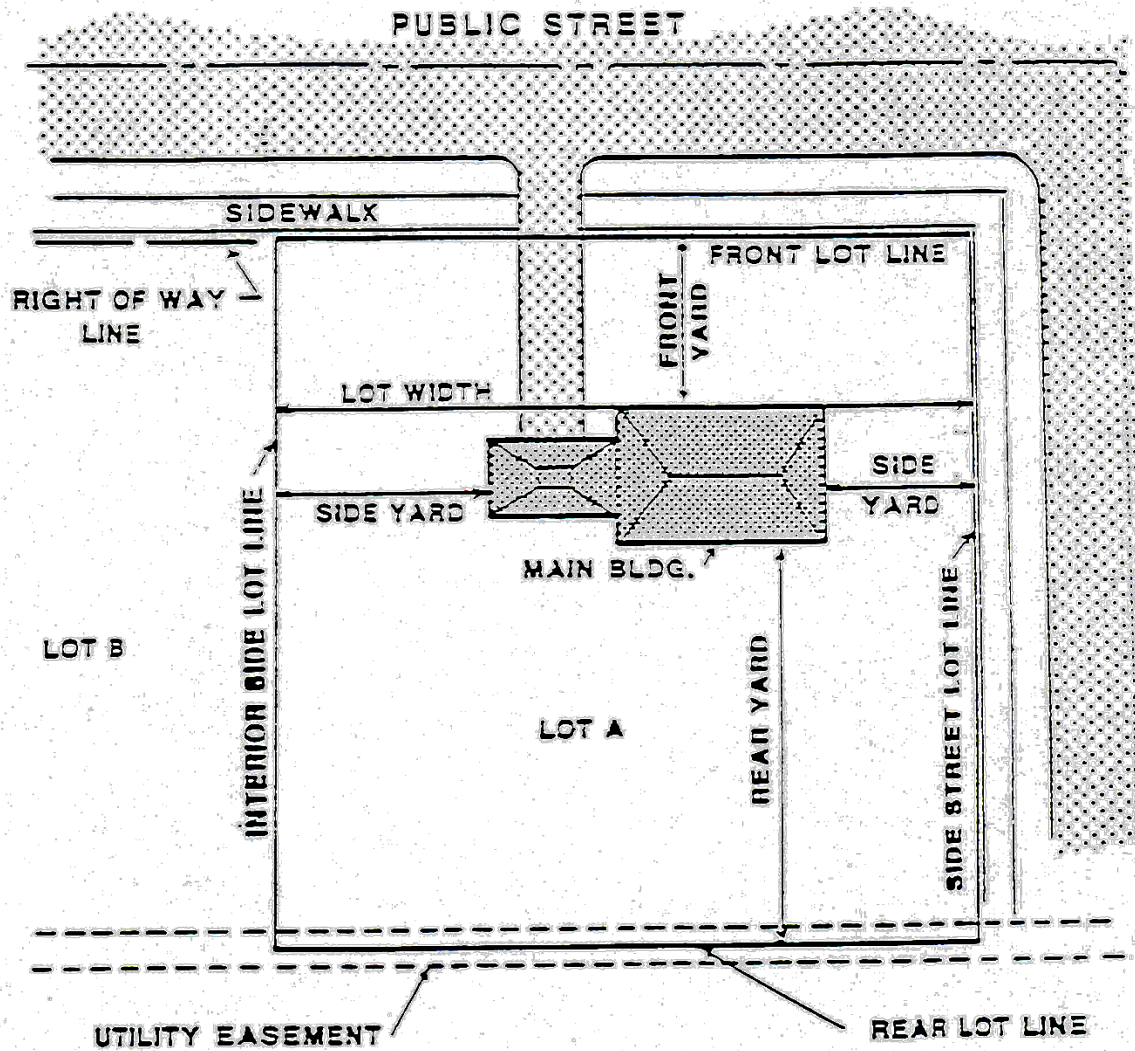 PUBLIC STREET
SIDEWALK
FRONT LOT LINE
RIGHT OF WAY
LINE
FRONT
YARD
LOT WIDTH
SIDE
YARD
SIDE YARD
MAIN BLDG.
INTERIOR SIDE LOT LINE
LOT B
LOT A
REAR YARD
SIDE STREET LOT LINE
UTILITY EASEMENT
REAR LOT LINE